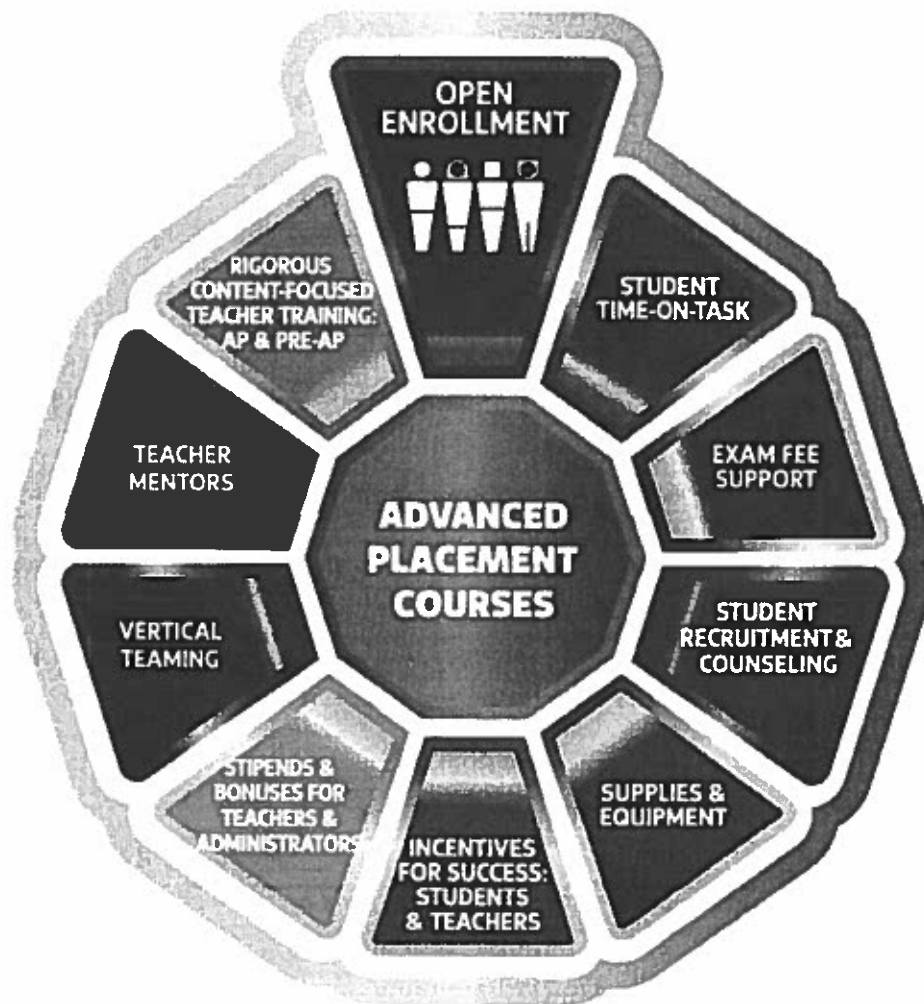 OPEN
ENROLLMENT
STUDENT
TIME-ON-TASK
EXAM FEE
SUPPORT
STUDENT
RECRUITMENT &
COUNSELING
SUPPLIES &
EQUIPMENT
INCENTIVES
FOR SUCCESS:
STUDENTS
& TEACHERS
STIPENDS &
BONUSES FOR
TEACHERS &
ADMINISTRATORS
VERTICAL
TEAMING
TEACHER
MENTORS
RIGOROUS
CONTENT-FOCUSED
TEACHER TRAINING:
AP & PRE-AP
ADVANCED
PLACEMENT
COURSES